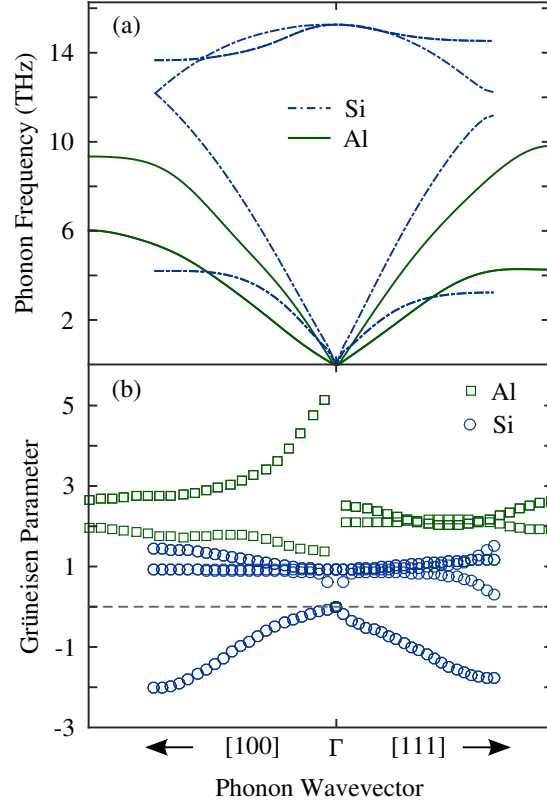 (a)
14
10
6
2
Phonon Frequency (THz)
Si
Al
(b)
5
3
1
-1
-3
Grüneisen Parameter
Al
Si
[100]
Γ
[111]
Phonon Wavevector